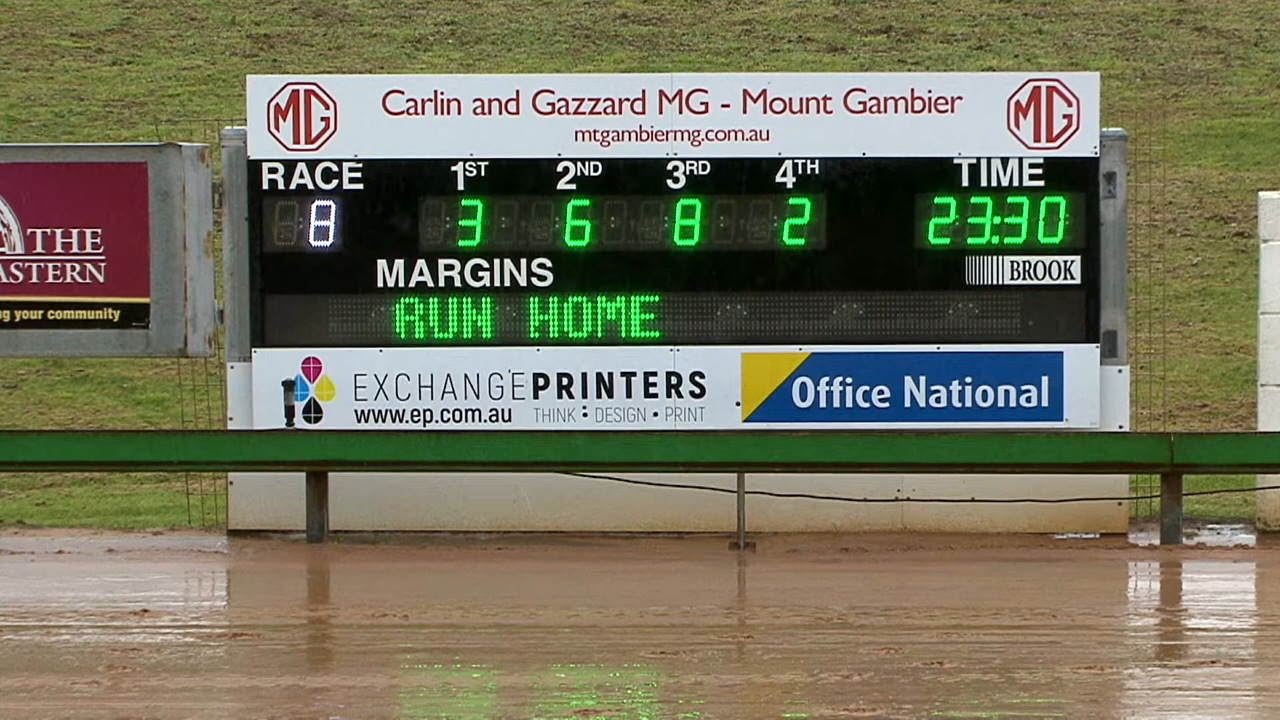 MG Carlin and Gazzard MG - Mount Gambier MG
mtgambiermg.com.au
RACE 1ST 2ND 3RD 4TH TIME
8 3 6 8 2 23:30
MARGINS BROOK
RUN HOME
THE
ASTERN
g your community
EXCHANGEPRINTERS
www.ep.com.au THINK : DESIGN • PRINT
Office National